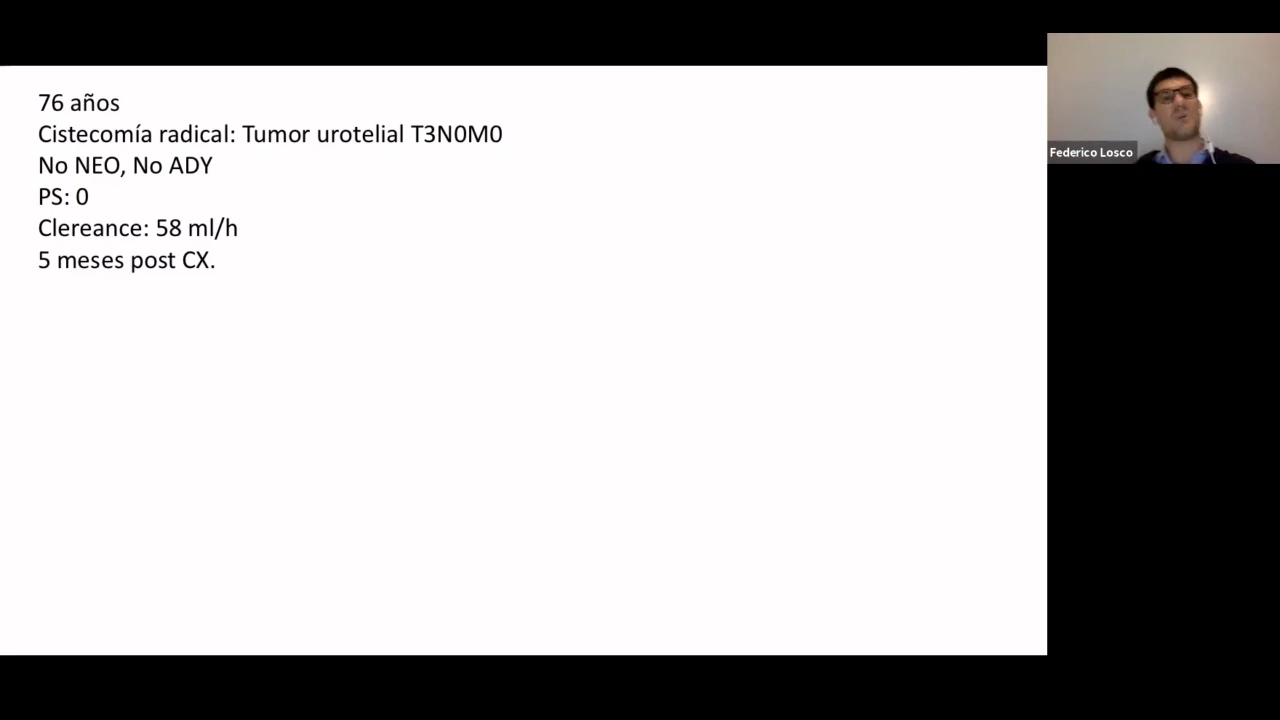 76 años
Cistecomía radical: Tumor urotelial T3N0M0
No NEO, No ADY
PS: 0
Clereance: 58 ml/h
5 meses post CX.
Federico Losco